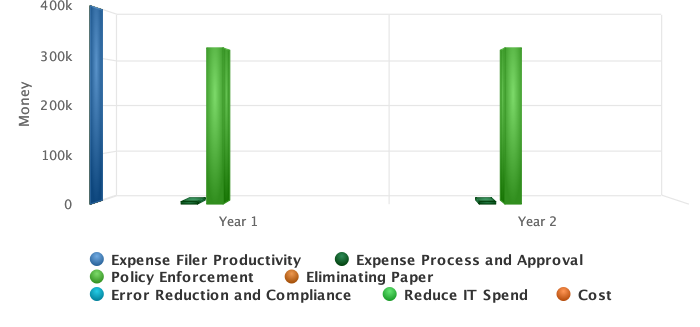 400k
300k
200k
100k
0
Money
Year 1 Year 2
Expense Filer Productivity Expense Process and Approval
Policy Enforcement Eliminating Paper
Error Reduction and Compliance Reduce IT Spend Cost